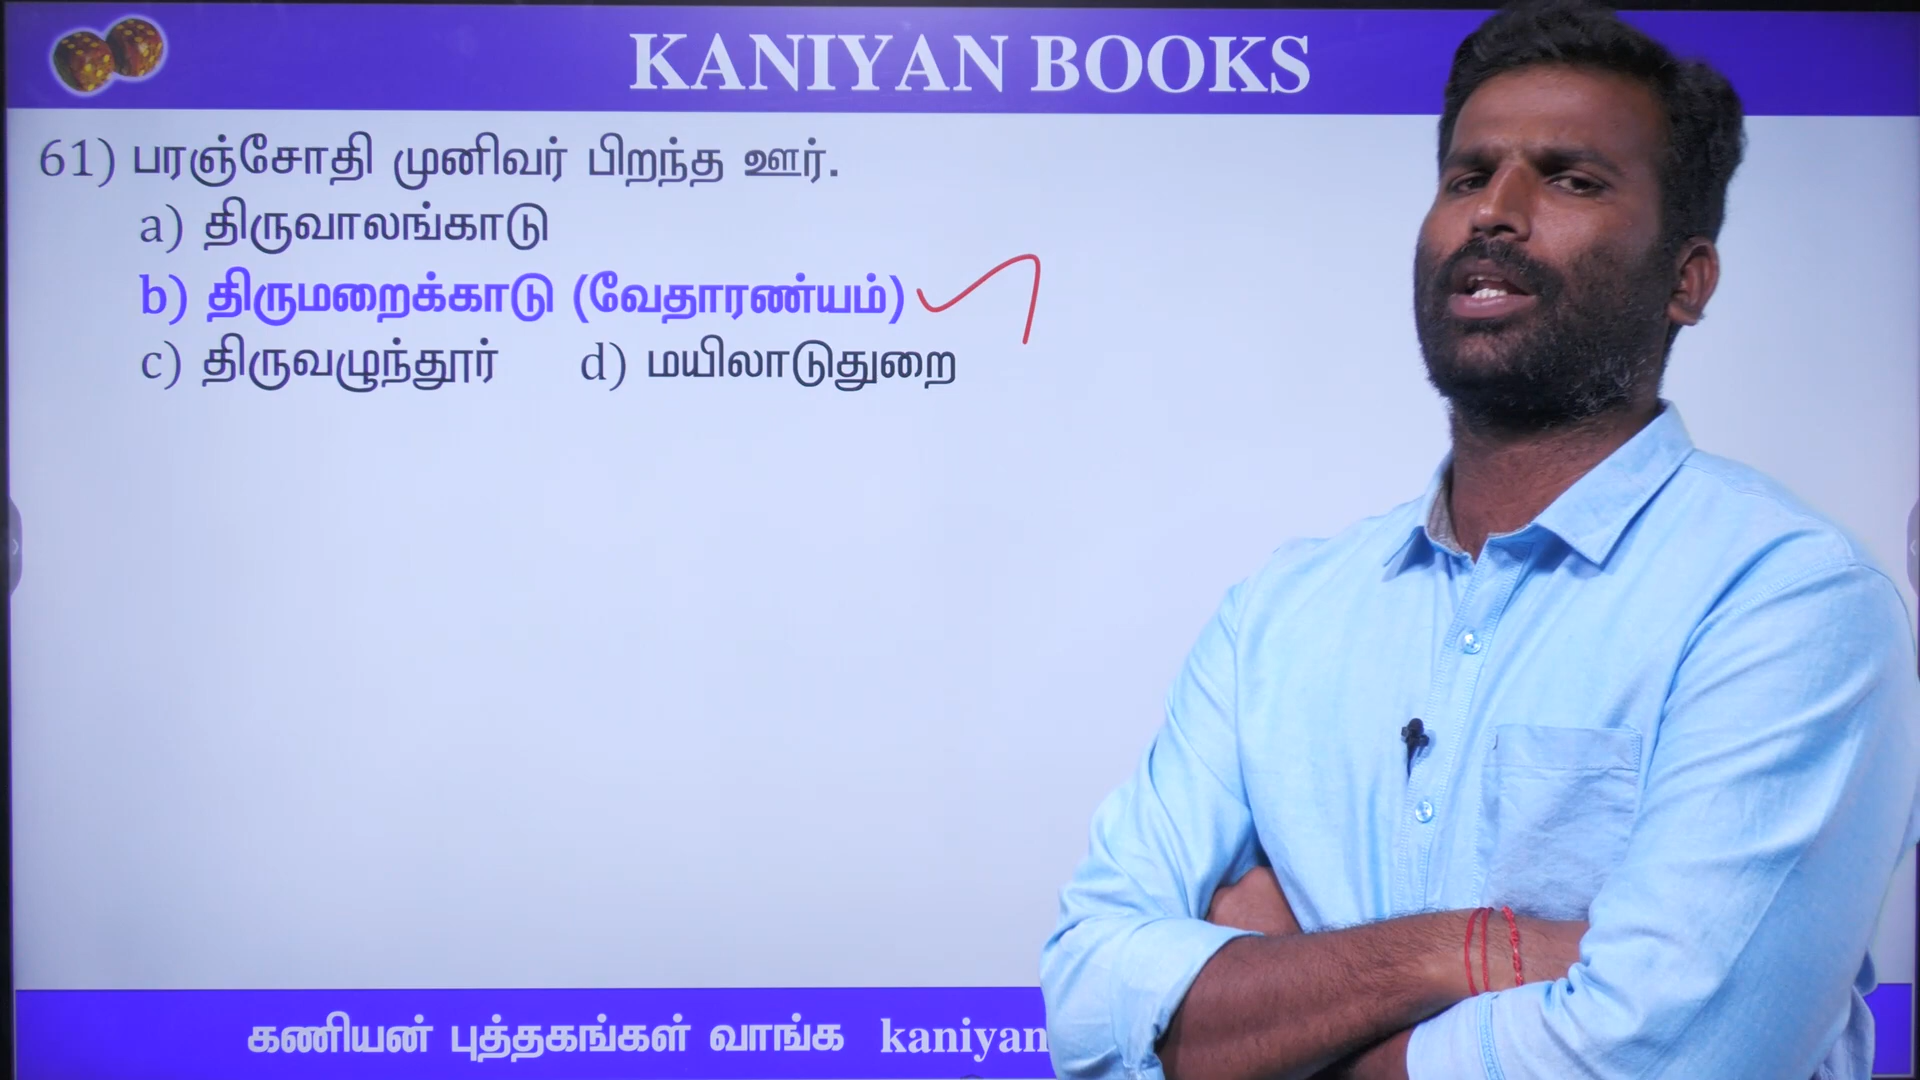 KANIYAN BOOKS
61) பரஞ்சோதி முனிவர் பிறந்த ஊர்.
a) திருவாலங்காடு
b) திருமறைக்காடு (வேதாரண்யம்)
c) திருவழுந்தூர் d) மயிலாடுதுறை
கணியன் புத்தகங்கள் வாங்க kaniyan